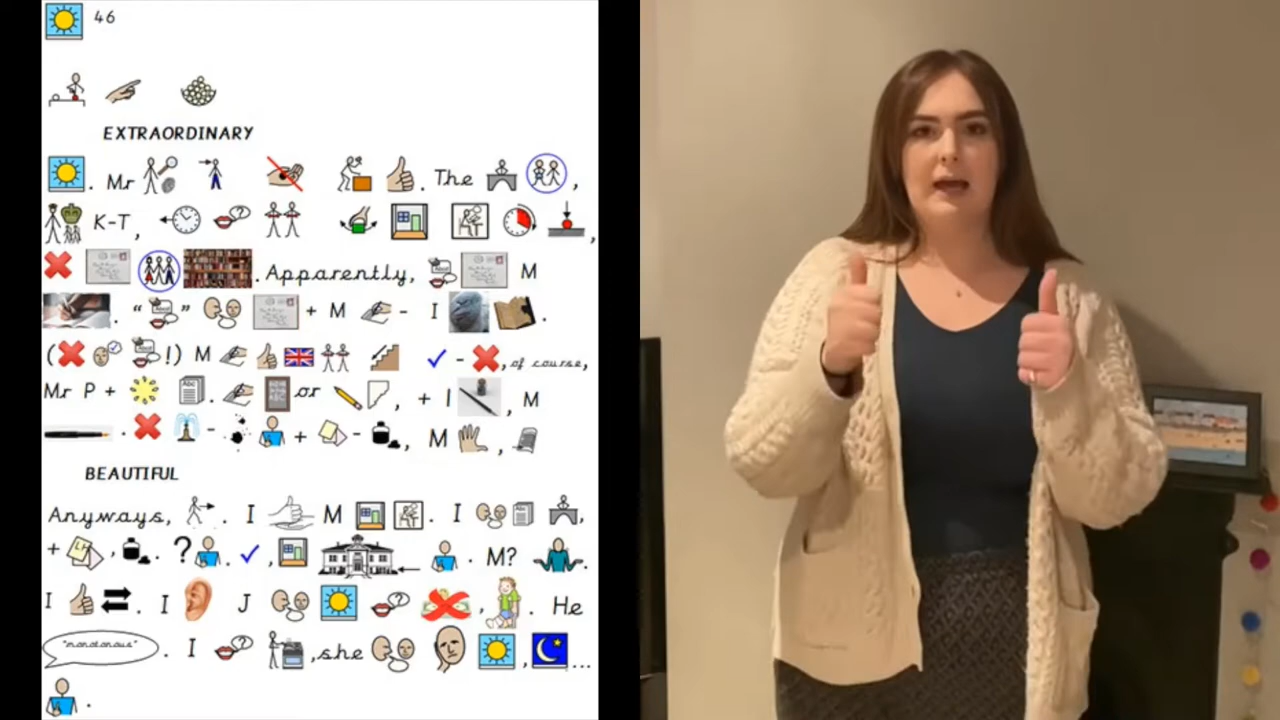 46
EXTRAORDINARY
. Mr . The ,
K-T, ,
. Apparently, M
. " " + M - I .
( !) M - , of course,
Mr P + . or , + I , M
. - + - , M ,
BEAUTIFUL
Anyways, . I M . I ,
+ , . ? . , . M? .
I . I J , . He
"monotonous" . I , she , ...
.